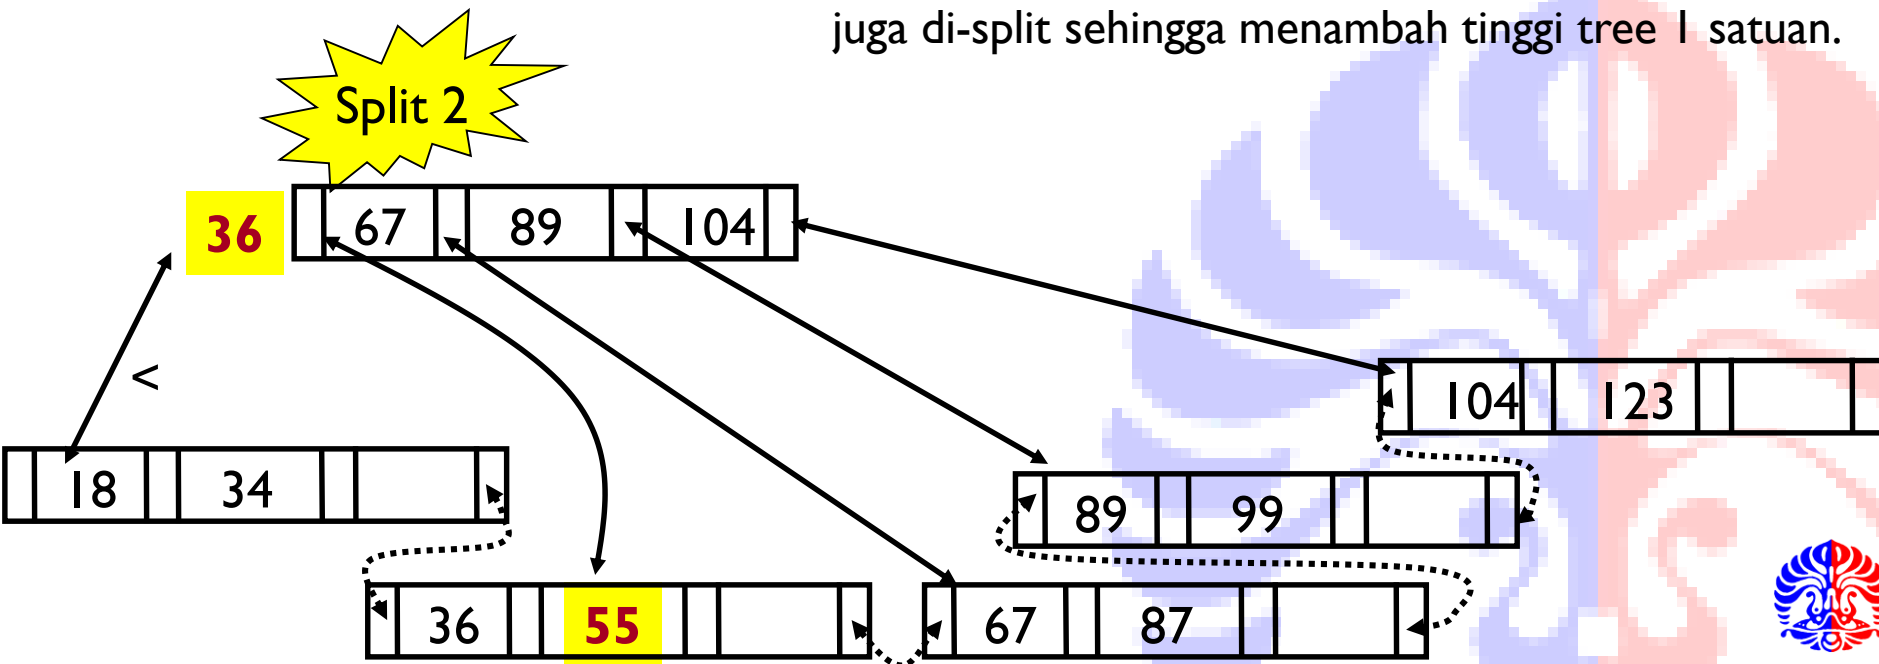 juga di-split sehingga menambah tinggi tree 1 satuan.
Split 2
36 67 89 104
<
104 123
18 34
89 99
36 55
67 87